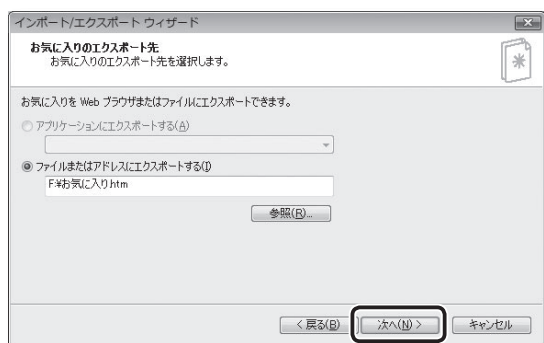 インポート/エクスポート ウィザード
お気に入りのエクスポート先
お気に入りのエクスポート先を選択します。
お気に入りを Web ブラウザまたはファイルにエクスポートできます。
アプリケーションにエクスポートする(A)
ファイルまたはアドレスにエクスポートする(I)
F:¥お気に入り.htm
参照(R)...
< 戻る(B)
次へ(N) >
キャンセル